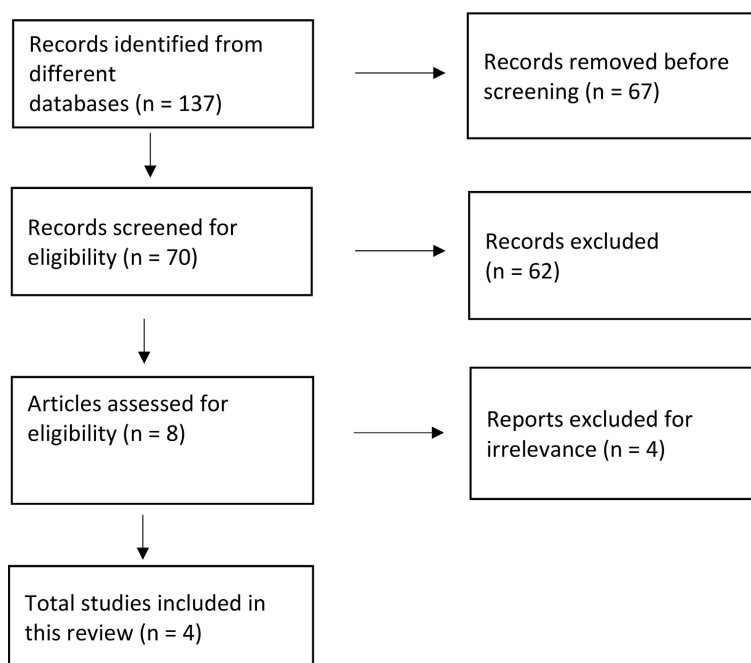 Records identified from
different
databases (n = 137)
Records removed before
screening (n = 67)
Records screened for
eligibility (n = 70)
Records excluded
(n = 62)
Articles assessed for
eligibility (n = 8)
Reports excluded for
irrelevance (n = 4)
Total studies included in
this review (n = 4)